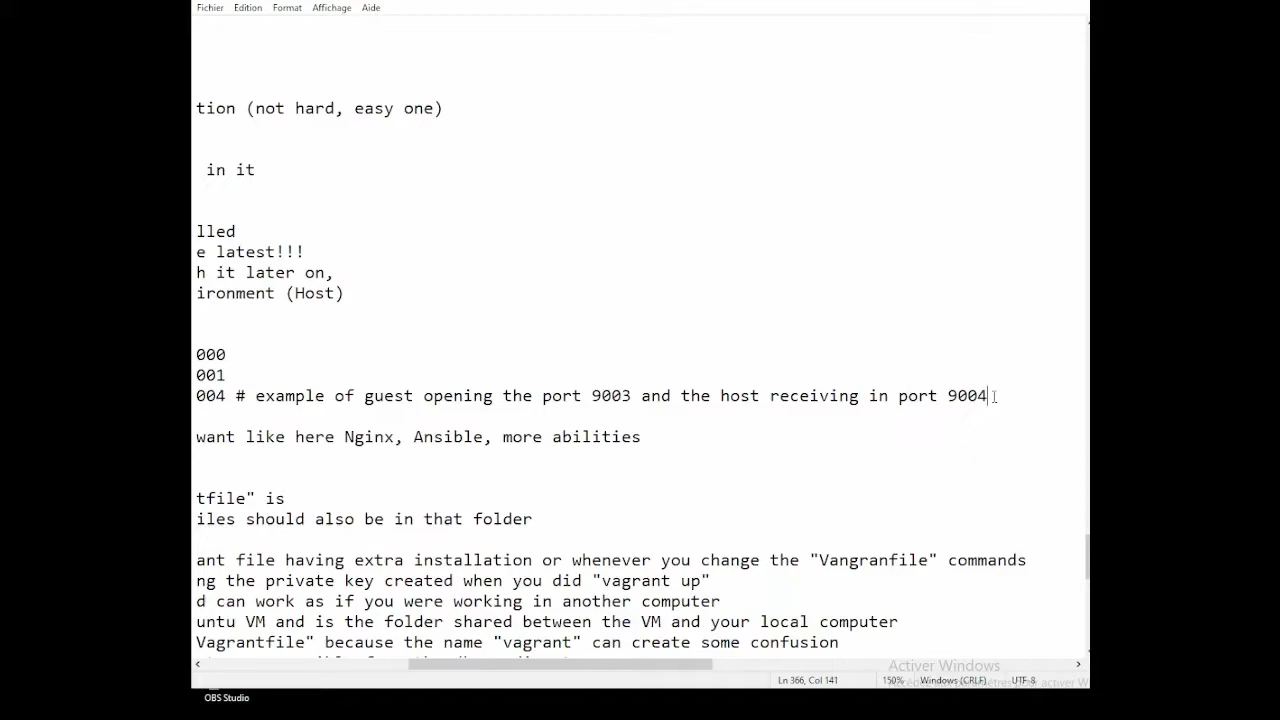 Fichier Edition Format Affichage Aide
tion (not hard, easy one)
in it
lled
e latest!!!
h it later on,
ironment (Host)
000
001
004 # example of guest opening the port 9003 and the host receiving in port 9004
want like here Nginx, Ansible, more abilities
tfile" is
iles should also be in that folder
ant file having extra installation or whenever you change the "Vangranfile" commands
ng the private key created when you did "vagrant up"
d can work as if you were working in another computer
untu VM and is the folder shared between the VM and your local computer
Vagrantfile" because the name "vagrant" can create some confusion
Activer Windows
Ln 366, Col 141 150% Windows (CRLF) UTF-8
OBS Studio